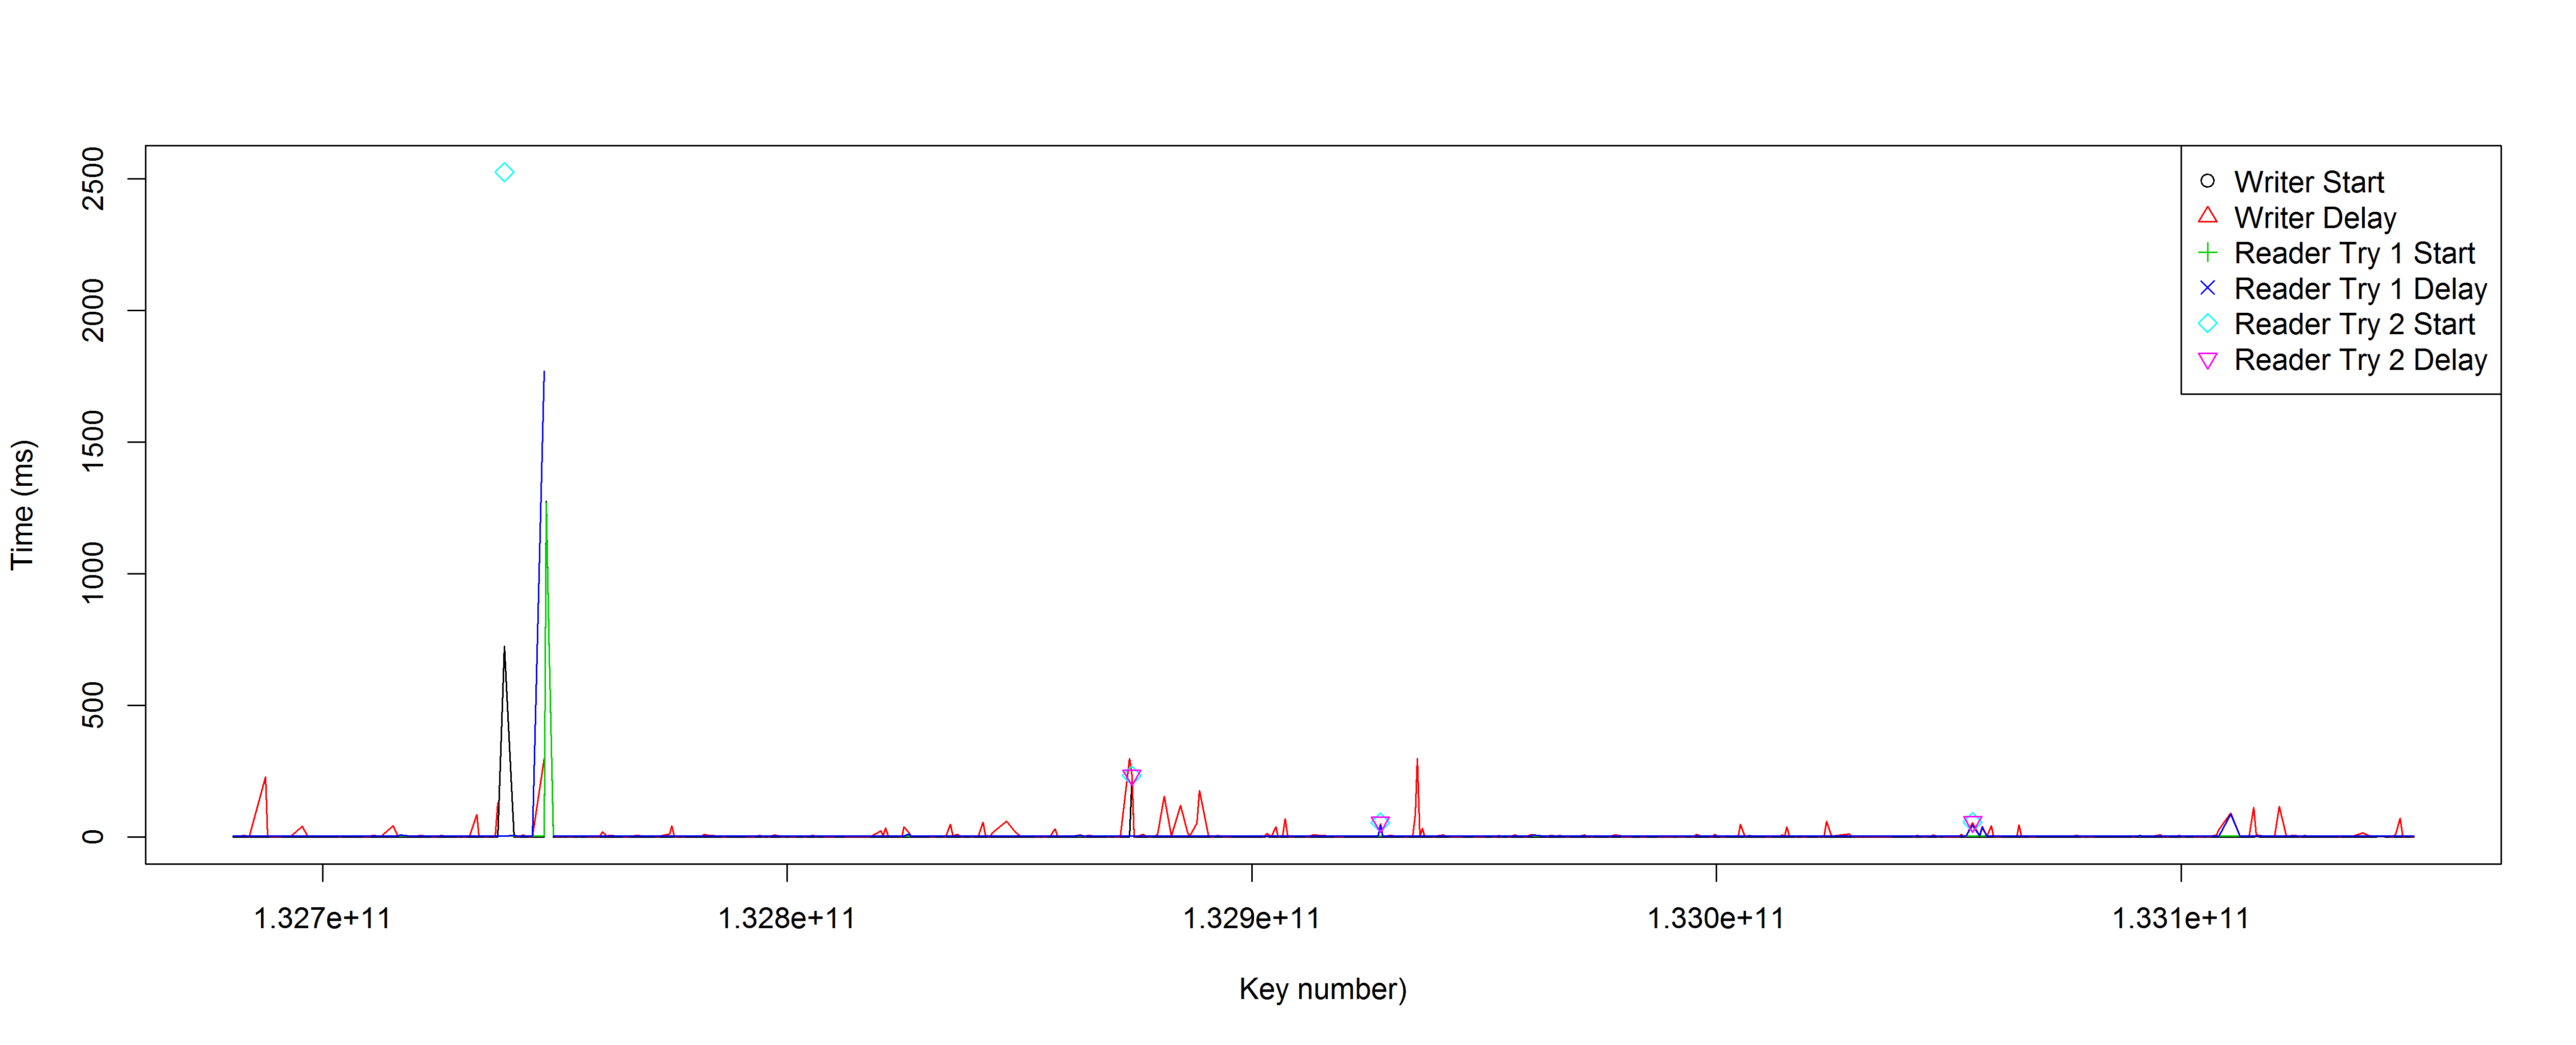 2500
2000
1500
1000
500
0
Time (ms)
Writer Start
Writer Delay
Reader Try 1 Start
Reader Try 1 Delay
Reader Try 2 Start
Reader Try 2 Delay
1.327e+11 1.328e+11 1.329e+11 1.330e+11 1.331e+11
Key number)